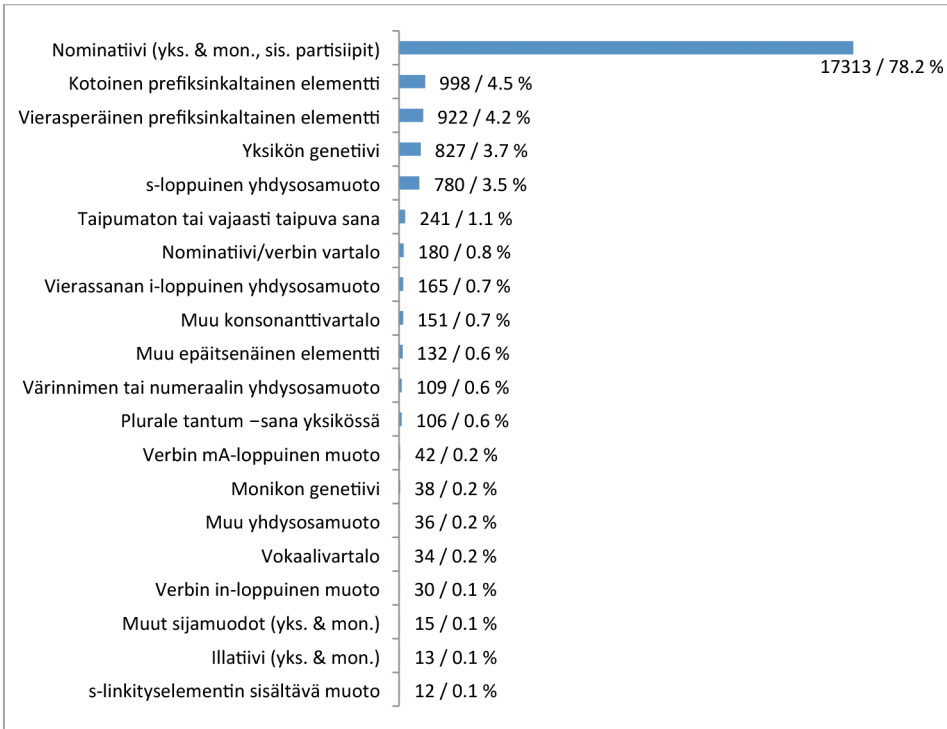 Nominatiivi (yks. & mon., sis. partisiipit)
17313 / 78.2 %
Kotoinen prefiksinkaltainen elementti 998 / 4.5 %
Vierasperäinen prefiksinkaltainen elementti 922 / 4.2 %
Yksikön genetiivi 827 / 3.7 %
s-loppuinen yhdysosamuoto 780 / 3.5 %
Taipumaton tai vajaasti taipuva sana 241 / 1.1 %
Nominatiivi/verbin vartalo 180 / 0.8 %
Vierassanan i-loppuinen yhdysosamuoto 165 / 0.7 %
Muu konsonanttivartalo 151 / 0.7 %
Muu epäitsenäinen elementti 132 / 0.6 %
Värinnimen tai numeraalin yhdysosamuoto 109 / 0.6 %
Plurale tantum −sana yksikössä 106 / 0.6 %
Verbin mA-loppuinen muoto 42 / 0.2 %
Monikon genetiivi 38 / 0.2 %
Muu yhdysosamuoto 36 / 0.2 %
Vokaalivartalo 34 / 0.2 %
Verbin in-loppuinen muoto 30 / 0.1 %
Muut sijamuodot (yks. & mon.) 15 / 0.1 %
Illatiivi (yks. & mon.) 13 / 0.1 %
s-linkityselementin sisältävä muoto 12 / 0.1 %